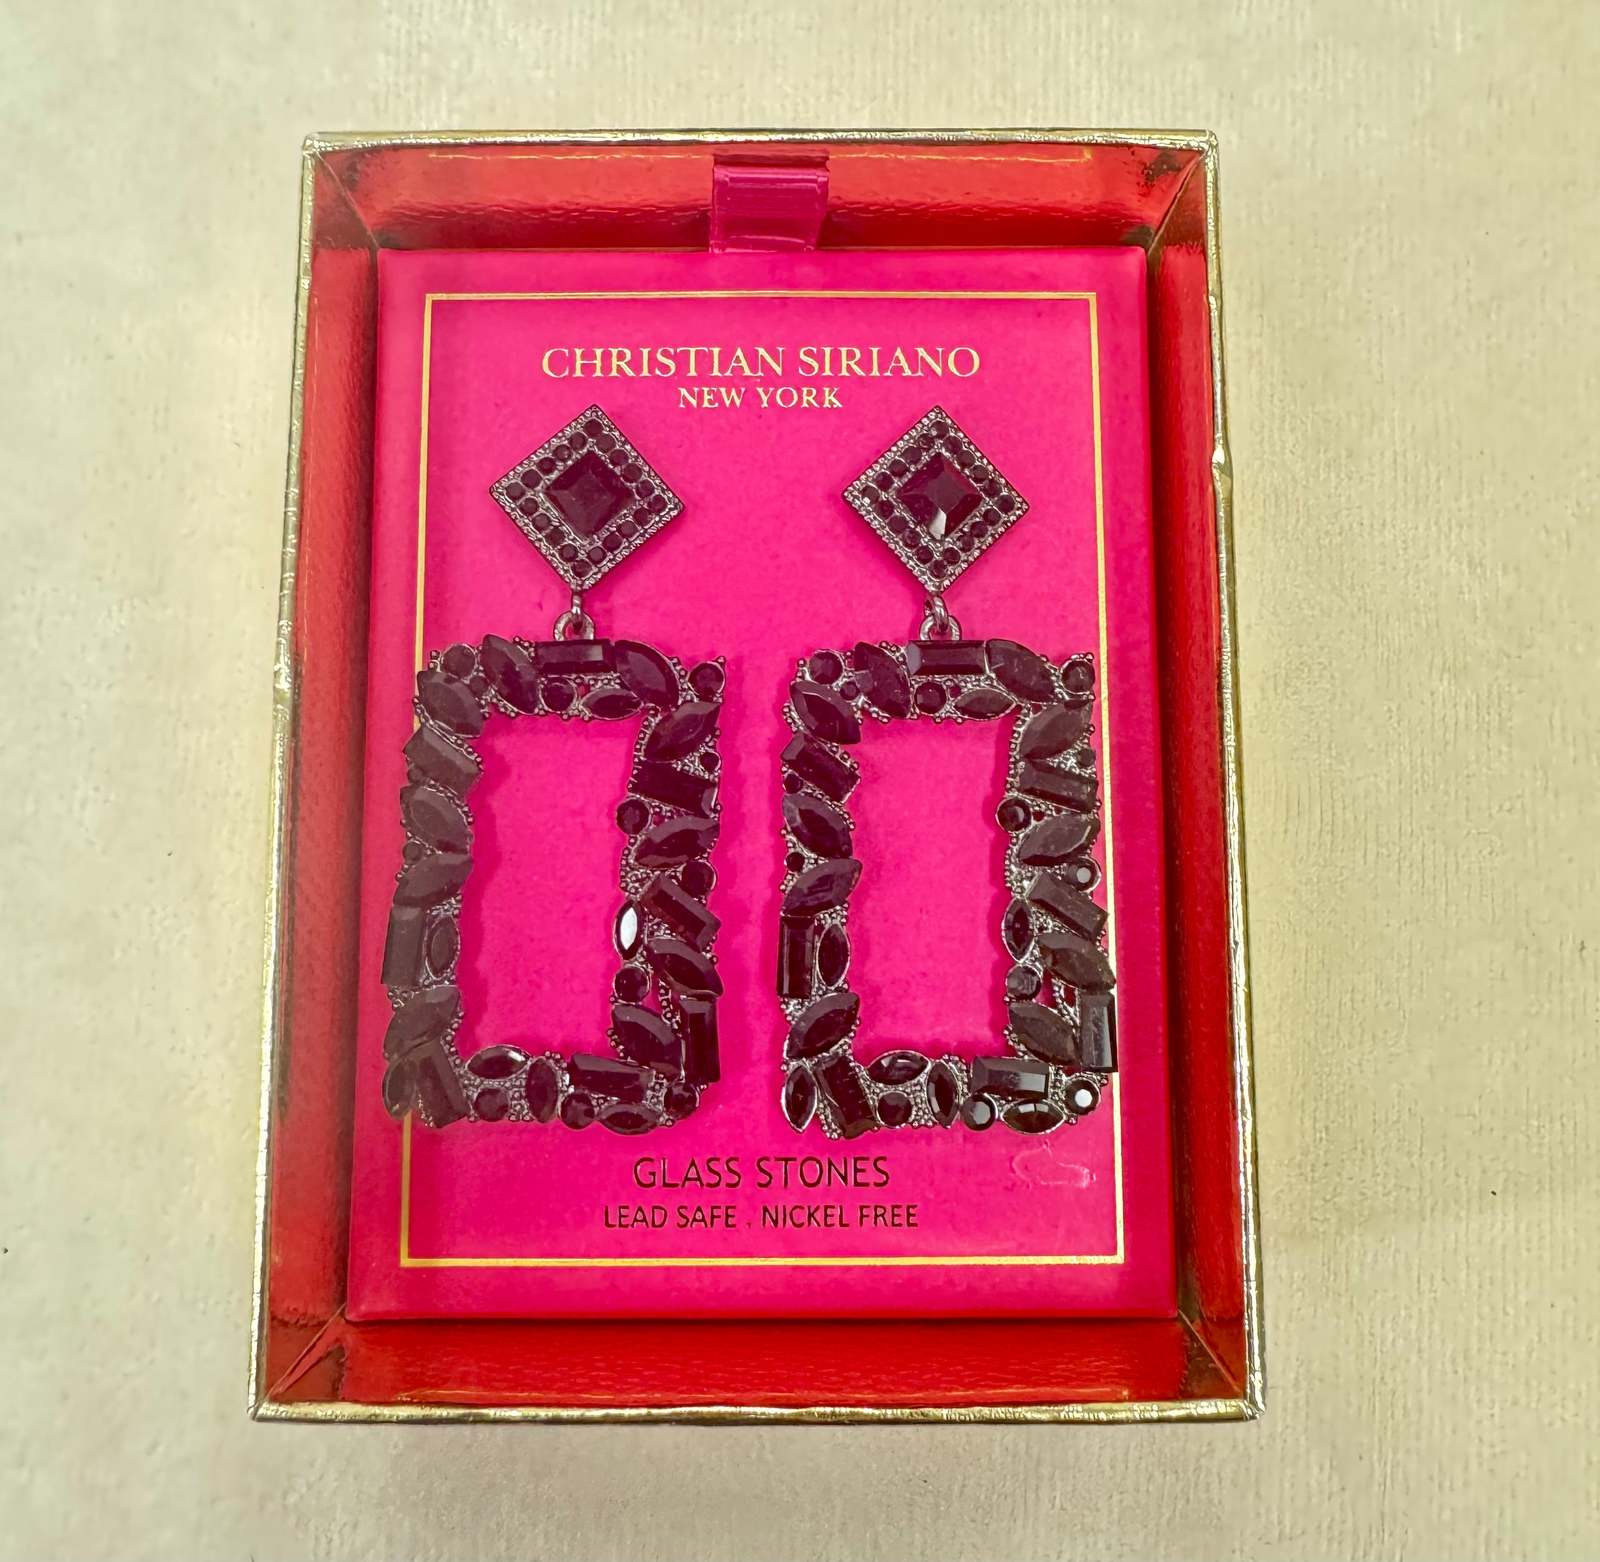 CHRISTIAN SIRIANO
NEW YORK
GLASS STONES
LEAD SAFE . NICKEL FREE